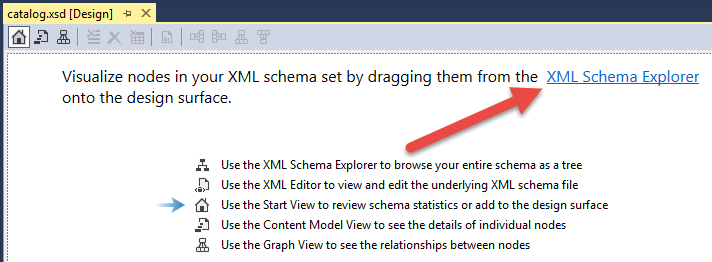 catalog.xsd [Design]
Visualize nodes in your XML schema set by dragging them from the XML Schema Explorer
onto the design surface.
Use the XML Schema Explorer to browse your entire schema as a tree
Use the XML Editor to view and edit the underlying XML schema file
Use the Start View to review schema statistics or add to the design surface
Use the Content Model View to see the details of individual nodes
Use the Graph View to see the relationships between nodes